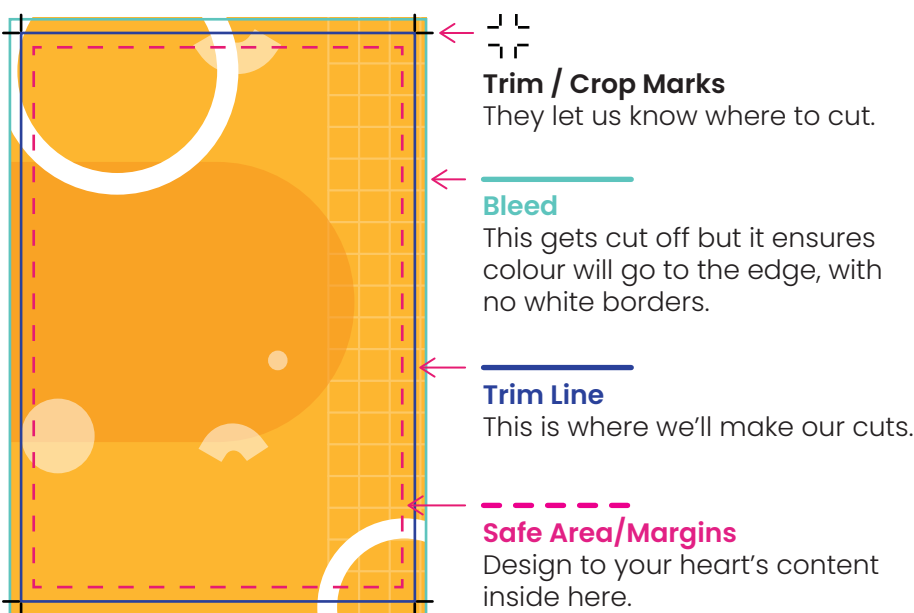 Trim / Crop Marks
They let us know where to cut.
Bleed
This gets cut off but it ensures
colour will go to the edge, with
no white borders.
Trim Line
This is where we’ll make our cuts.
Safe Area/Margins
Design to your heart’s content
inside here.